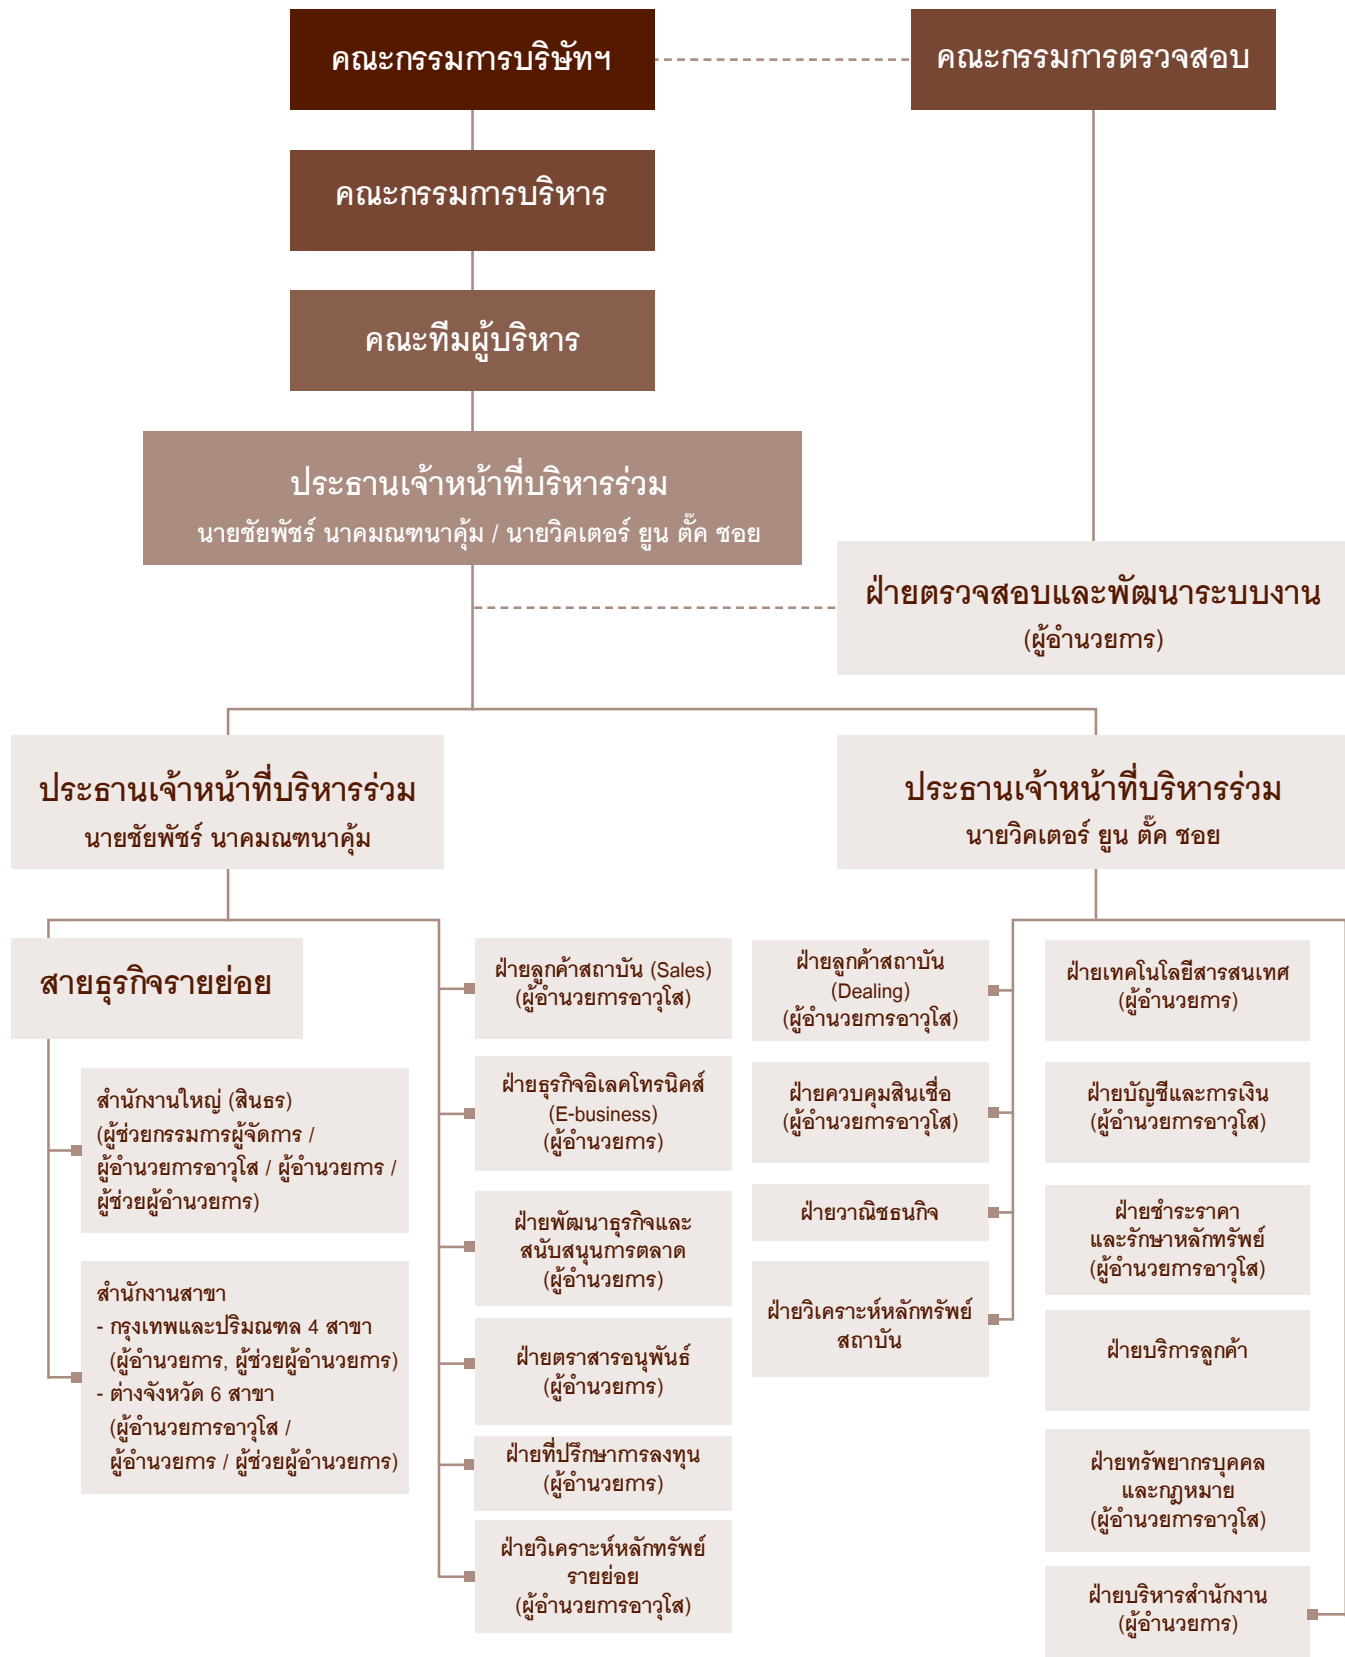 คณะกรรมการบริษัทฯ
คณะกรรมการตรวจสอบ
คณะกรรมการบริหาร
คณะทีมผู้บริหาร
ประธานเจ้าหน้าที่บริหารร่วม
นายชัยพัชร์ นาคมณฑนาคุ้ม / นายวิคเตอร์ ยูน ตั๊ค ชอย
ฝ่ายตรวจสอบและพัฒนาระบบงาน
(ผู้อำนวยการ)
ประธานเจ้าหน้าที่บริหารร่วม
นายชัยพัชร์ นาคมณฑนาคุ้ม
ประธานเจ้าหน้าที่บริหารร่วม
นายวิคเตอร์ ยูน ตั๊ค ชอย
สายธุรกิจรายย่อย
สำนักงานใหญ่ (สินธร)
(ผู้ช่วยกรรมการผู้จัดการ /
ผู้อำนวยการอาวุโส / ผู้อำนวยการ /
ผู้ช่วยผู้อำนวยการ)
สำนักงานสาขา
- กรุงเทพและปริมณฑล 4 สาขา
(ผู้อำนวยการ, ผู้ช่วยผู้อำนวยการ)
- ต่างจังหวัด 6 สาขา
(ผู้อำนวยการอาวุโส /
ผู้อำนวยการ / ผู้ช่วยผู้อำนวยการ)
ฝ่ายลูกค้าสถาบัน (Sales)
(ผู้อำนวยการอาวุโส)
ฝ่ายธุรกิจอิเลคโทรนิคส์
(E-business)
(ผู้อำนวยการ)
ฝ่ายพัฒนาธุรกิจและ
สนับสนุนการตลาด
(ผู้อำนวยการ)
ฝ่ายตราสารอนุพันธ์
(ผู้อำนวยการ)
ฝ่ายที่ปรึกษาการลงทุน
(ผู้อำนวยการ)
ฝ่ายวิเคราะห์หลักทรัพย์
รายย่อย
(ผู้อำนวยการอาวุโส)
ฝ่ายลูกค้าสถาบัน
(Dealing)
(ผู้อำนวยการอาวุโส)
ฝ่ายควบคุมสินเชื่อ
(ผู้อำนวยการอาวุโส)
ฝ่ายวาณิชธนกิจ
ฝ่ายวิเคราะห์หลักทรัพย์
สถาบัน
ฝ่ายเทคโนโลยีสารสนเทศ
(ผู้อำนวยการ)
ฝ่ายบัญชีและการเงิน
(ผู้อำนวยการอาวุโส)
ฝ่ายชำระราคา
และรักษาหลักทรัพย์
(ผู้อำนวยการอาวุโส)
ฝ่ายบริการลูกค้า
ฝ่ายทรัพยากรบุคคล
และกฎหมาย
(ผู้อำนวยการอาวุโส)
ฝ่ายบริหารสำนักงาน
(ผู้อำนวยการ)